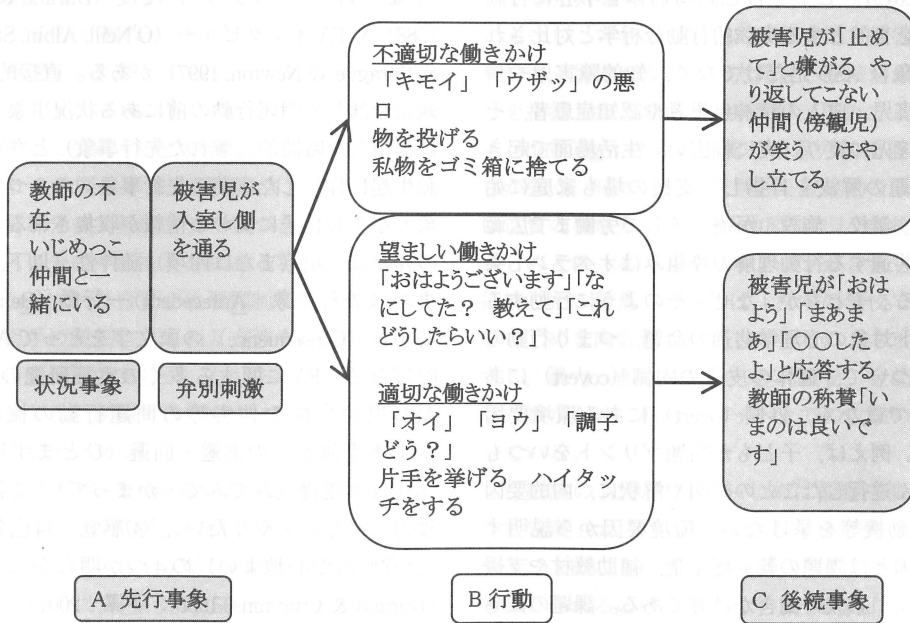 教師の不
在
いじめっこ
仲間と一
緒にいる
状況事象
被害児が
入室し側
を通る
弁別刺激
不適切な働きかけ
「キモイ」「ウザッ」の悪
口
物を投げる
私物をゴミ箱に捨てる
望ましい働きかけ
「おはようございます」「な
にしてた？ 教えて」「これ
どうしたらいい？」
適切な働きかけ
「オイ」「ヨウ」「調子
どう？
片手を挙げる ハイタッ
チをする
被害児が「止め
て」と嫌がる や
り返してこない
仲間（傍観児）
が笑う はや
し立てる
被害児が「おは
よう」「まあま
あ」「〇〇した
よ」と応答する
教師の称賛「い
まのは良いで
す」
A 先行事象
B 行動
C 後続事象